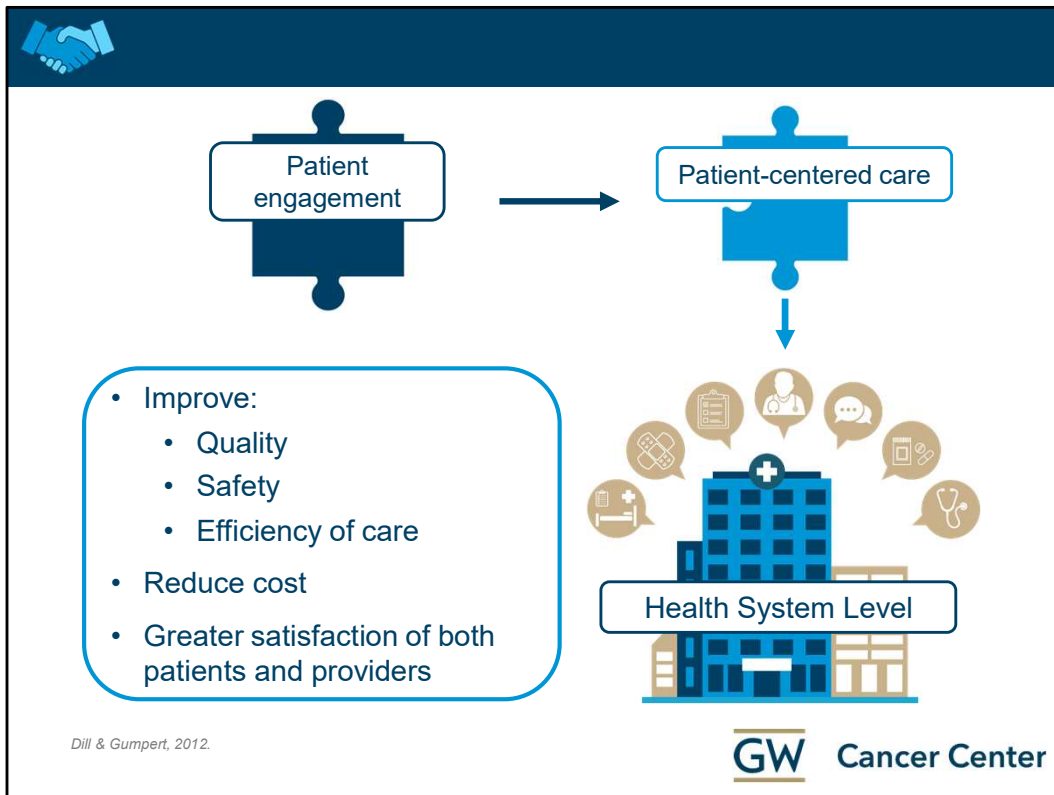 Patient
engagement
Patient-centered care
• Improve:
• Quality
• Safety
• Efficiency of care
• Reduce cost
• Greater satisfaction of both
patients and providers
Health System Level
Dill & Gumpert, 2012.
GW Cancer Center